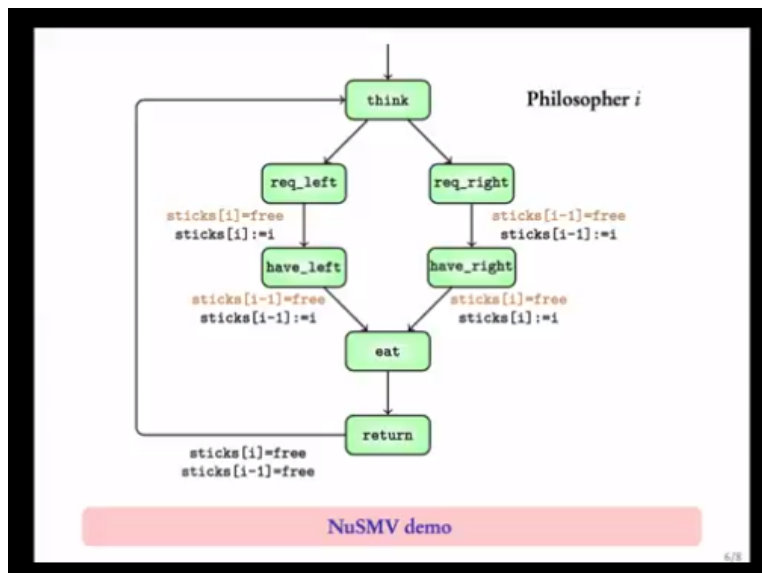 think
Philosopher i
req_left
req_right
sticks[i]=free
sticks[i]:=i
sticks[i-1]=free
sticks[i-1]:=i
have_left
have_right
sticks[i-1]=free
sticks[i-1]:=i
sticks[i]=free
sticks[i]:=i
eat
return
sticks[i]=free
sticks[i-1]=free
NuSMV demo
6/8